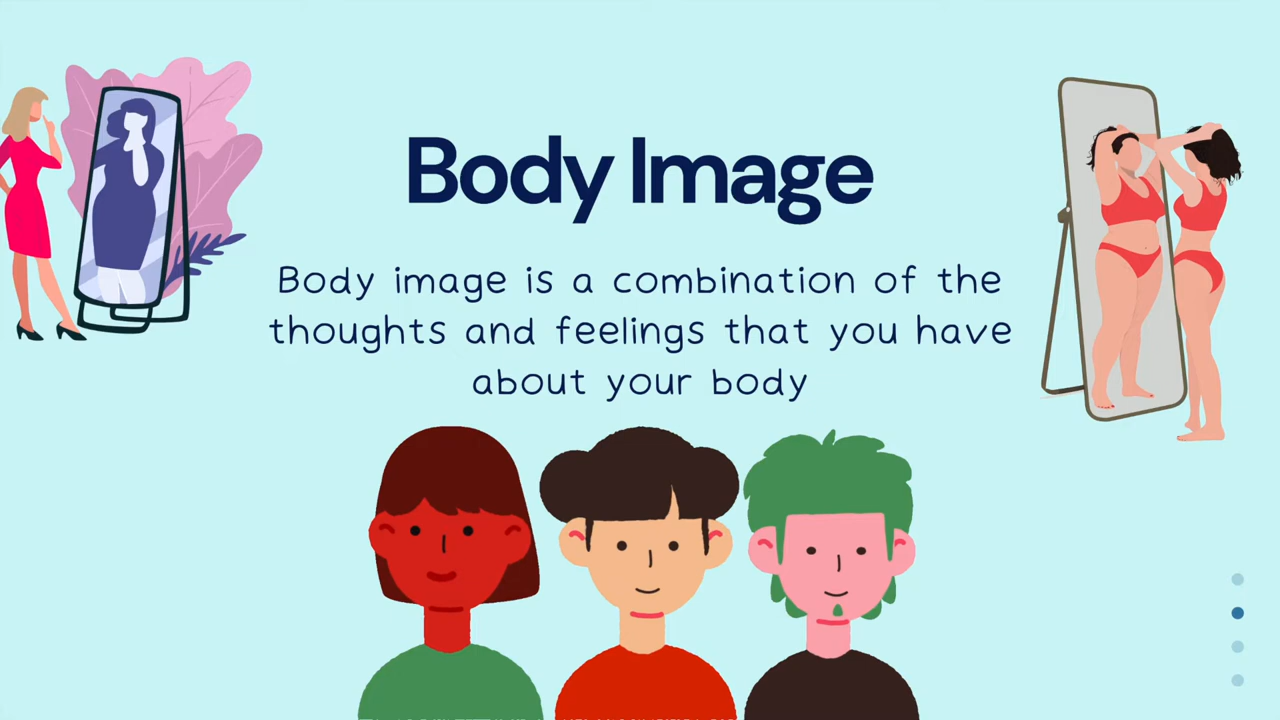 Body Image
Body image is a combination of the
thoughts and feelings that you have
about your body